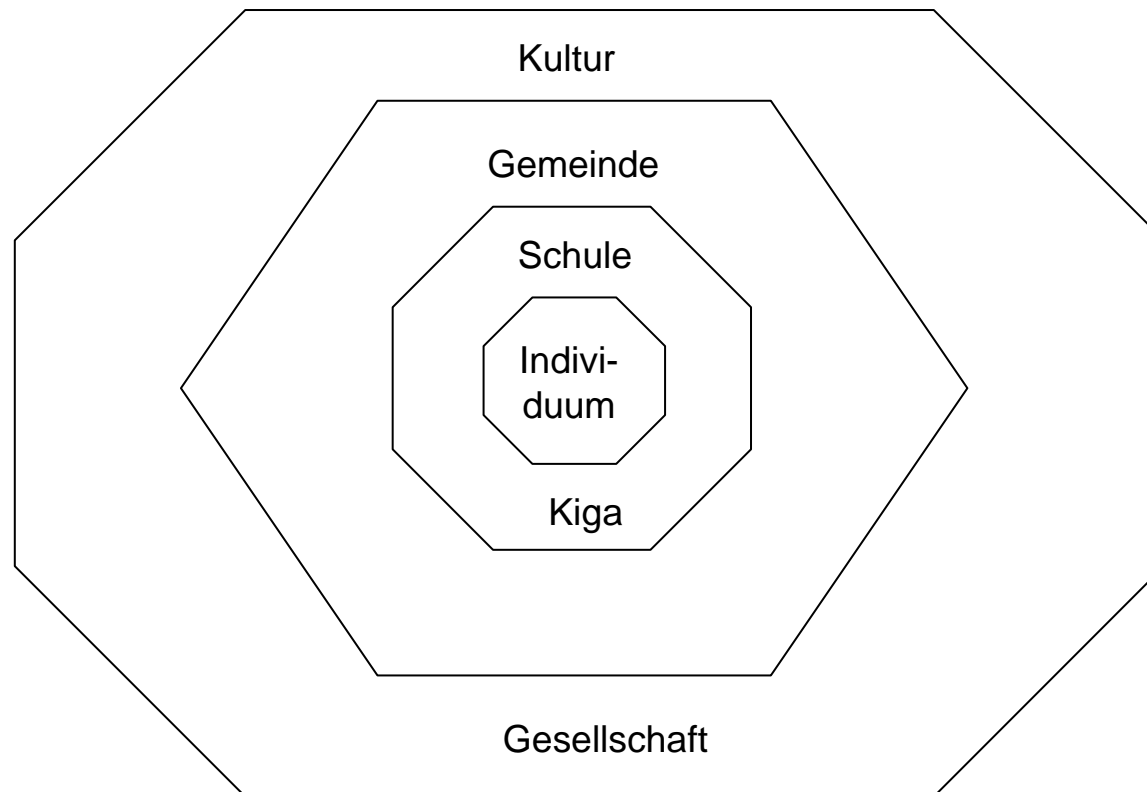 Kultur
Gemeinde
Schule
Indivi-
duum
Kiga
Gesellschaft